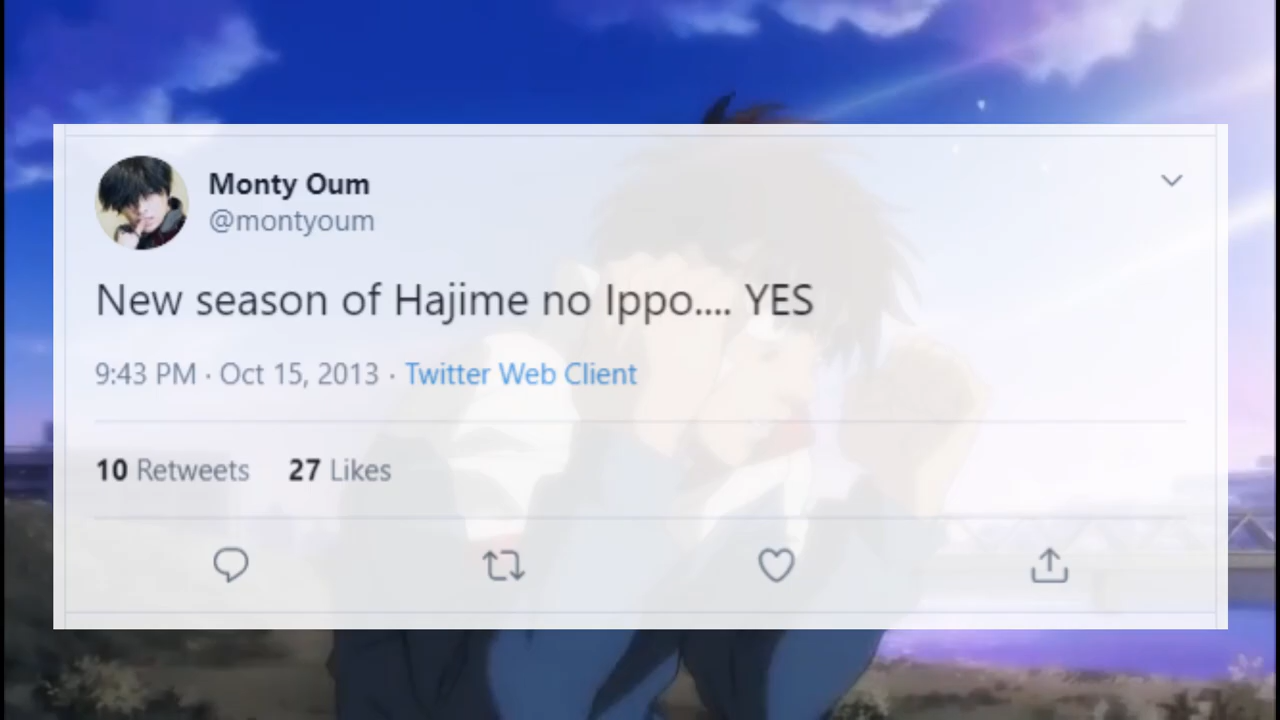 Monty Oum
@montyoum
New season of Hajime no Ippo.... YES
9:43 PM · Oct 15, 2013 · Twitter Web Client
10 Retweets 27 Likes